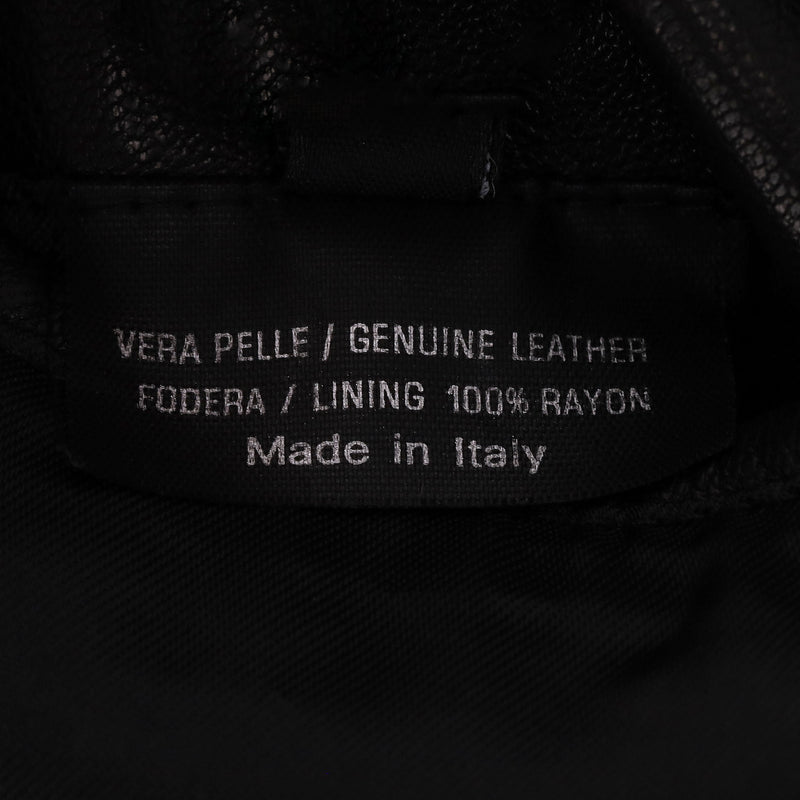 VERA PELLE / GENUINE LEATHER
FODERA / LINING 100% RAYON
Made in Italy